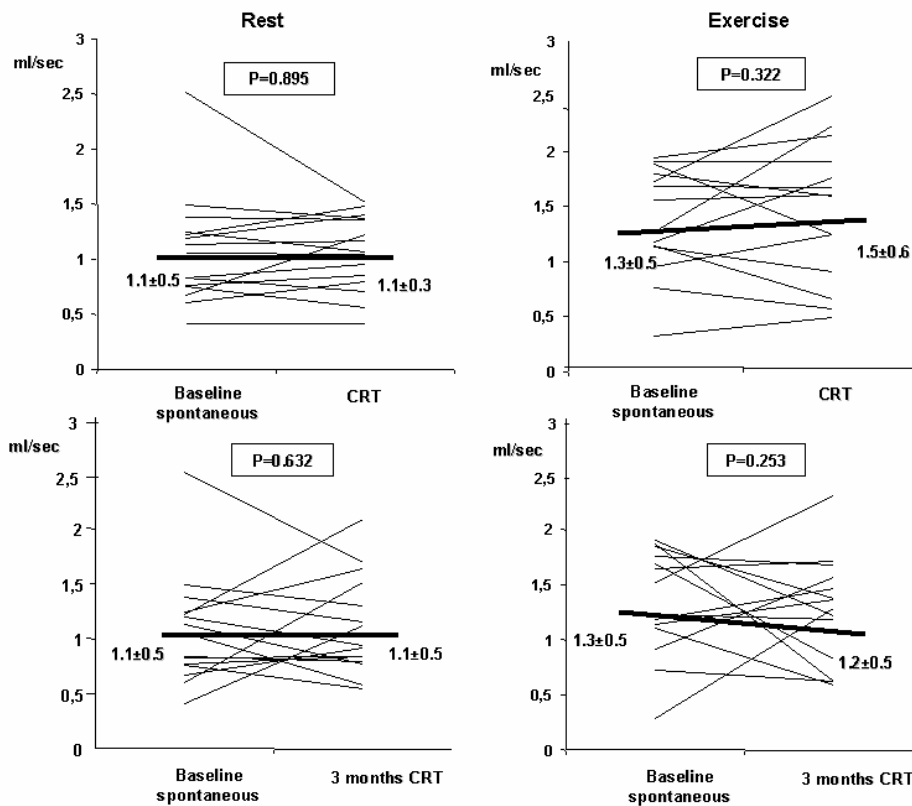 Rest
ml/sec
3
2,5
2
1,5
1
0,5
0
P=0.895
1.1±0.5
1.1±0.3
Baseline
spontaneous
CRT
Exercise
ml/sec
3
2,5
2
1,5
1
0,5
0
P=0.322
1.3±0.5
1.5±0.6
Baseline
spontaneous
CRT
ml/sec
3
2,5
2
1,5
1
0,5
0
P=0.632
1.1±0.5
1.1±0.5
Baseline
spontaneous
3 months CRT
ml/sec
3
2,5
2
1,5
1
0,5
0
P=0.253
1.3±0.5
1.2±0.5
Baseline
spontaneous
3 months CRT